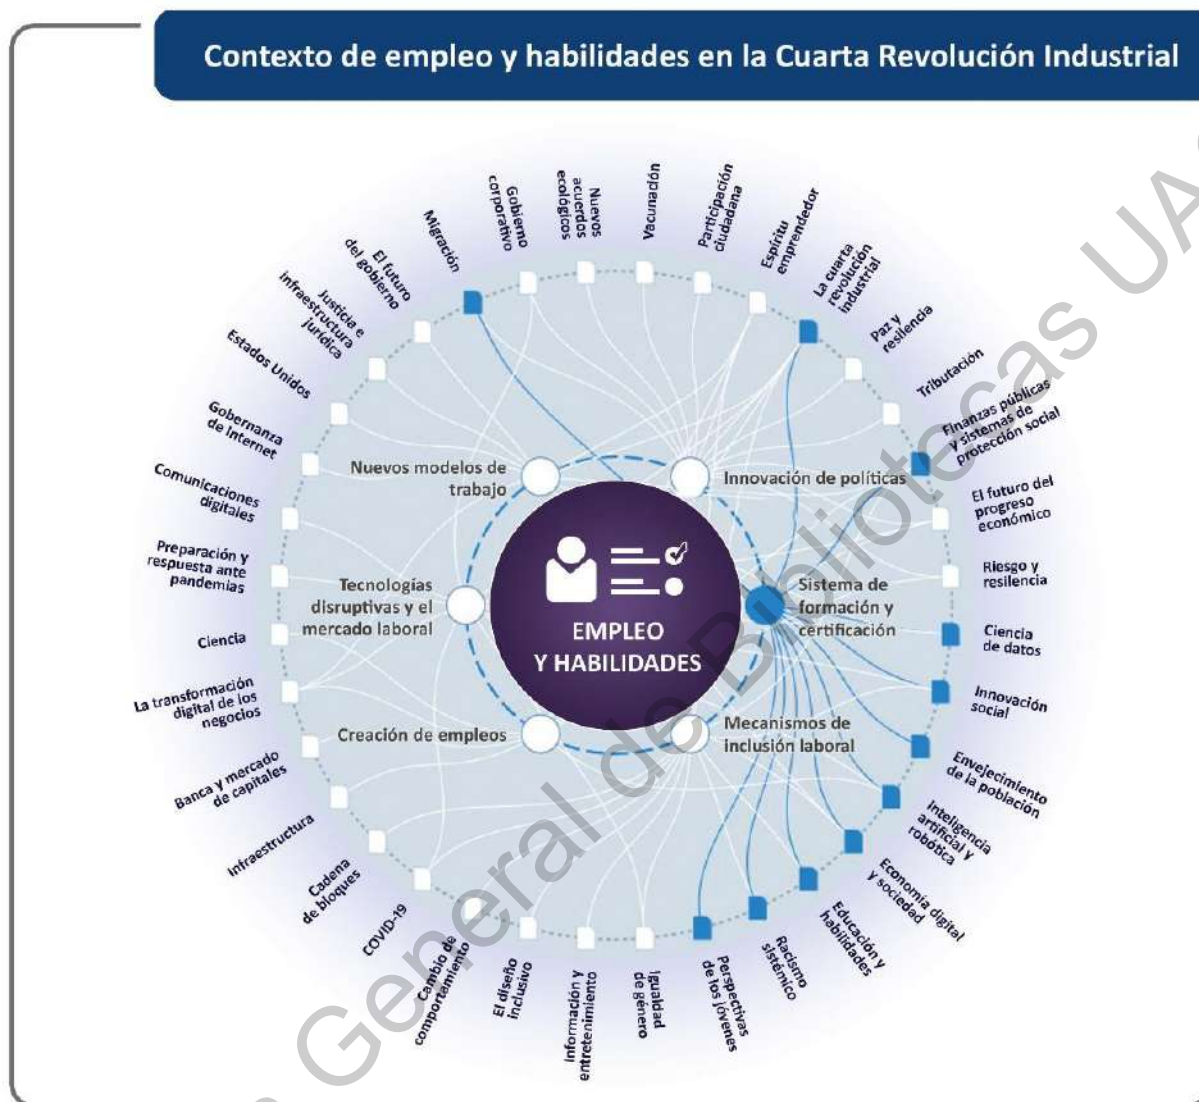 Contexto de empleo y habilidades en la Cuarta Revolución Industrial
Migración
Gobierno
corporativo
Nuevos
acuerdos
ecológicos
Vacunación
Participación
ciudadana
Espíritu
emprendedor
La cuarta
revolución
industrial
Paz y
resilencia
Tributación
Finanzas públicas
y sistemas de
protección social
El futuro del
progreso
económico
Riesgo y
resilencia
Ciencia
de datos
Innovación
social
Envejecimiento
de la población
Inteligencia
artificial y
robótica
Economía digital
y sociedad
Educación y
habilidades
Racismo
sistémico
Perspectivas
de los jóvenes
Igualdad
de género
Información y
entretenimiento
El diseño
inclusivo
Cambio de
comportamiento
COVID-19
Cadena
de bloques
Infraestructura
Banca y mercado
de capitales
La transformación
digital de los
negocios
Ciencia
Preparación y
respuesta ante
pandemias
Comunicaciones
digitales
Gobernanza
de Internet
Estados Unidos
Justicia e
infraestructura
jurídica
El futuro
del gobierno
Nuevos modelos de
trabajo
Innovación de políticas
Tecnologías
disruptivas y el
mercado laboral
Sistema de
formación y
certificación
Creación de empleos
Mecanismos de
inclusión laboral
EMPLEO
Y HABILIDADES
General de Bibliotecas UA